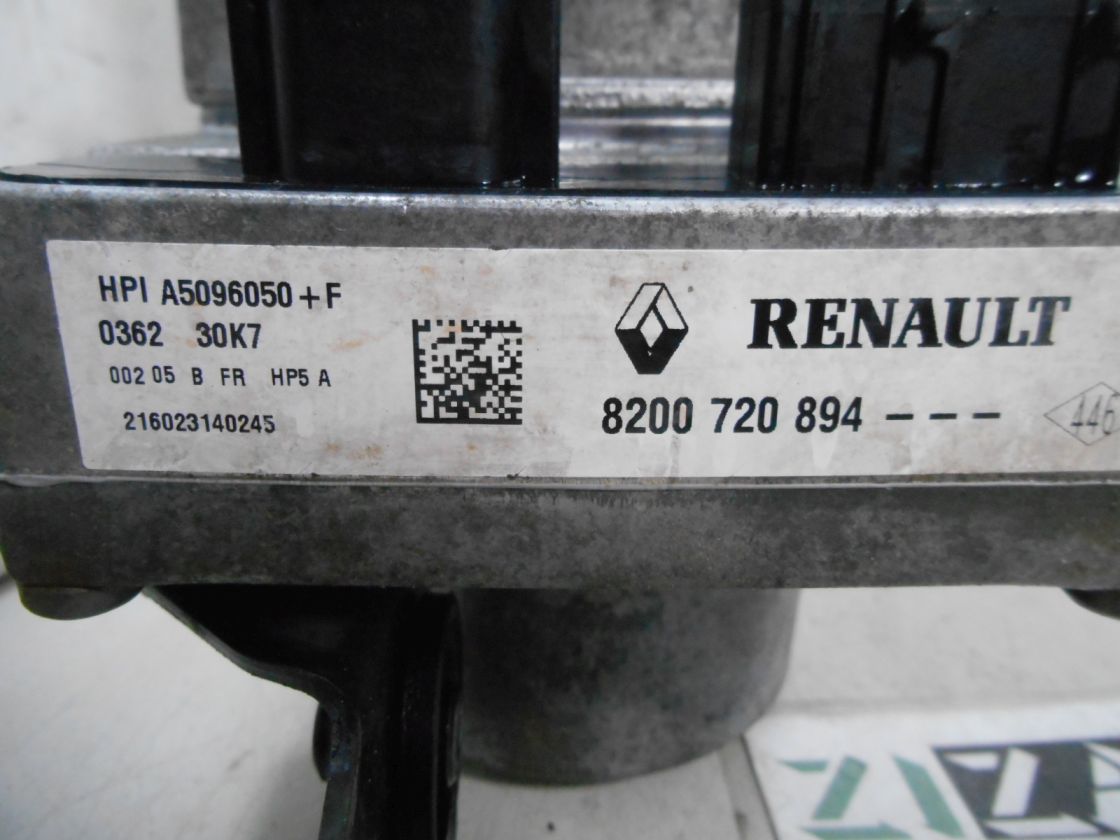 HPI A5096050+F
0362 30K7
002 05 B FR HP5 A
216023140245
RENAULT
8200 720 894 ---
446